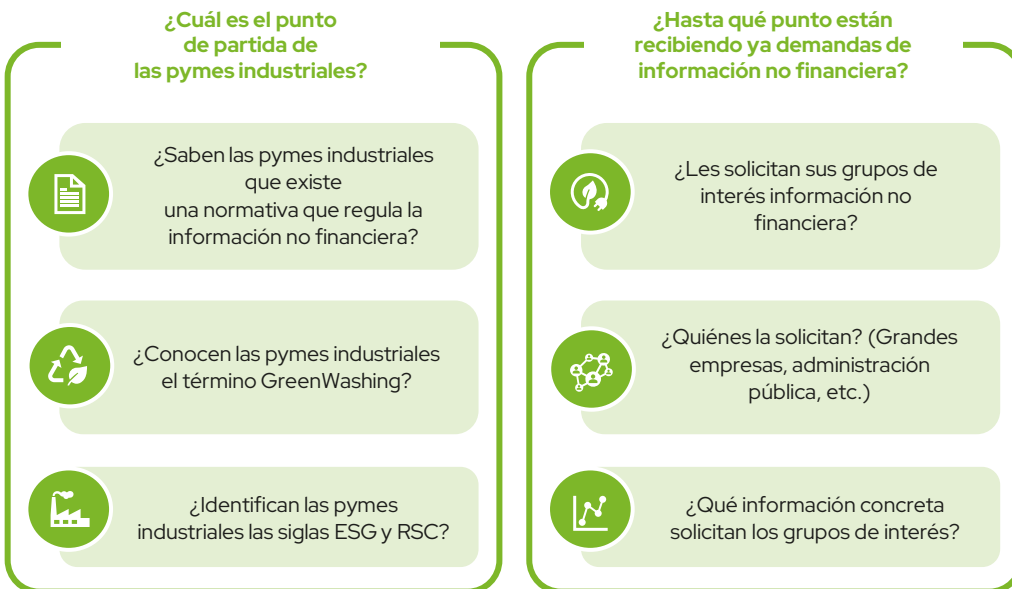 ¿Cuál es el punto
de partida de
las pymes industriales?
¿Saben las pymes industriales
que existe
una normativa que regula la
información no financiera?
¿Conocen las pymes industriales
el término GreenWashing?
¿Identifican las pymes
industriales las siglas ESG y RSC?
¿Hasta qué punto están
recibiendo ya demandas de
información no financiera?
¿Les solicitan sus grupos de
interés información no
financiera?
¿Quiénes la solicitan? (Grandes
empresas, administración
pública, etc.)
¿Qué información concreta
solicitan los grupos de interés?